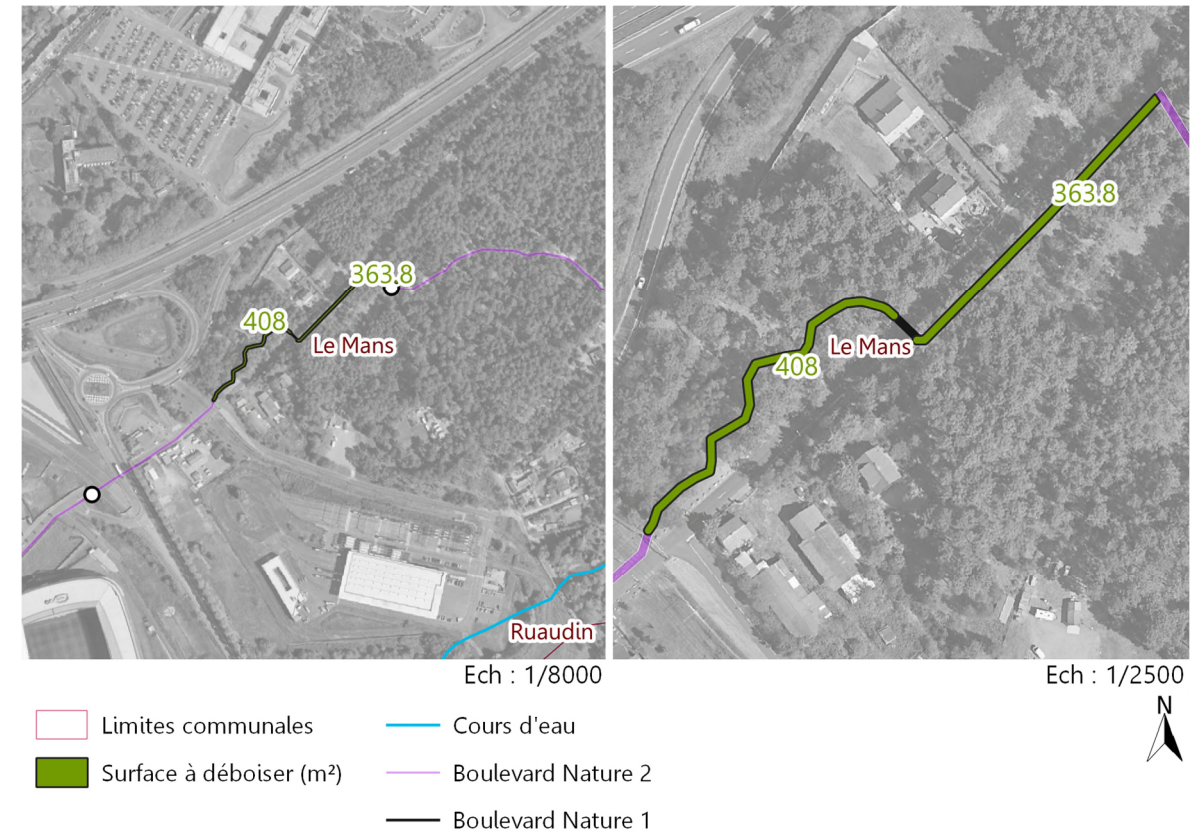 363.8
408
Le Mans
Ruaudin
Ech : 1/8000
363.8
Le Mans
408
Ech : 1/2500
N
Limites communales
Surface à déboiser (m²)
Cours d'eau
Boulevard Nature 2
Boulevard Nature 1